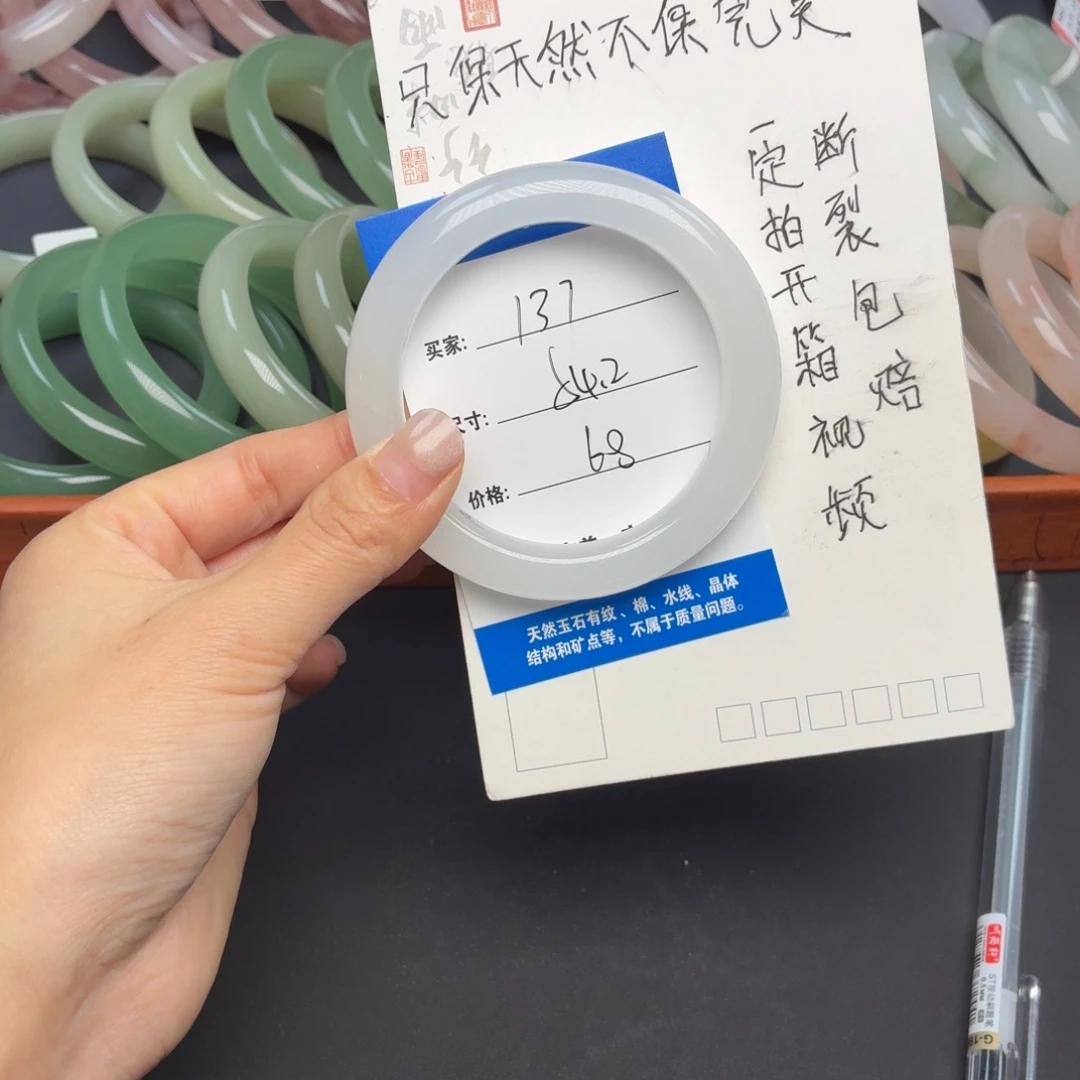 只保天然不保完美
断裂包赔
一定拍开箱视频
买家: 137
尺寸: 54.2
价格: 68
天然玉石有纹、棉、水线、晶体
结构和矿点等，不属于质量问题。